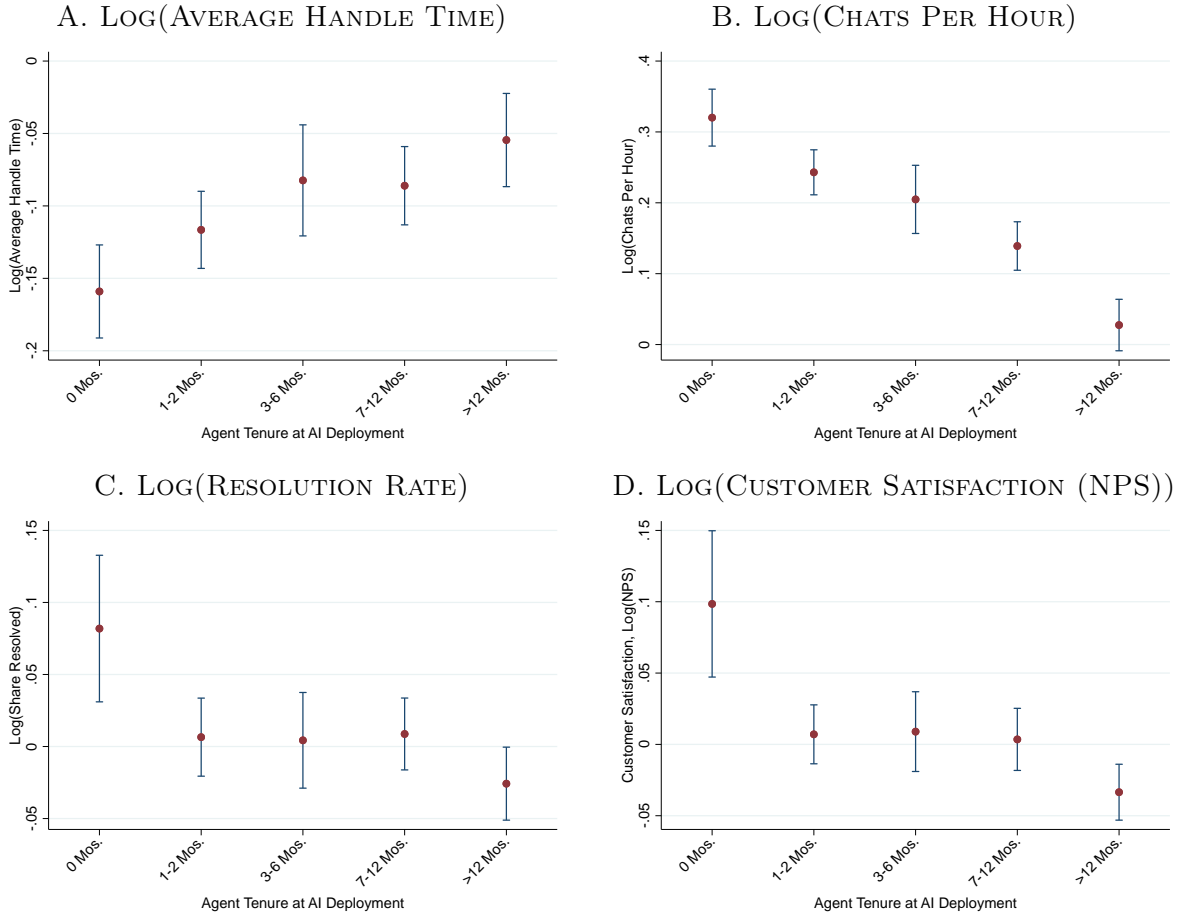 A. Log(Average Handle Time)
0
-.05
-.1
-.15
-.2
Log(Average Handle Time)
0 Mos.
1-2 Mos.
3-6 Mos.
7-12 Mos.
>12 Mos.
Agent Tenure at AI Deployment
B. Log(Chats Per Hour)
.4
.3
.2
.1
0
Log(Chats Per Hour)
0 Mos.
1-2 Mos.
3-6 Mos.
7-12 Mos.
>12 Mos.
Agent Tenure at AI Deployment
C. Log(Resolution Rate)
.15
.1
.05
0
-.05
Log(Share Resolved)
0 Mos.
1-2 Mos.
3-6 Mos.
7-12 Mos.
>12 Mos.
Agent Tenure at AI Deployment
D. Log(Customer Satisfaction (NPS))
.15
.1
.05
0
-.05
Customer Satisfaction, Log(NPS)
0 Mos.
1-2 Mos.
3-6 Mos.
7-12 Mos.
>12 Mos.
Agent Tenure at AI Deployment